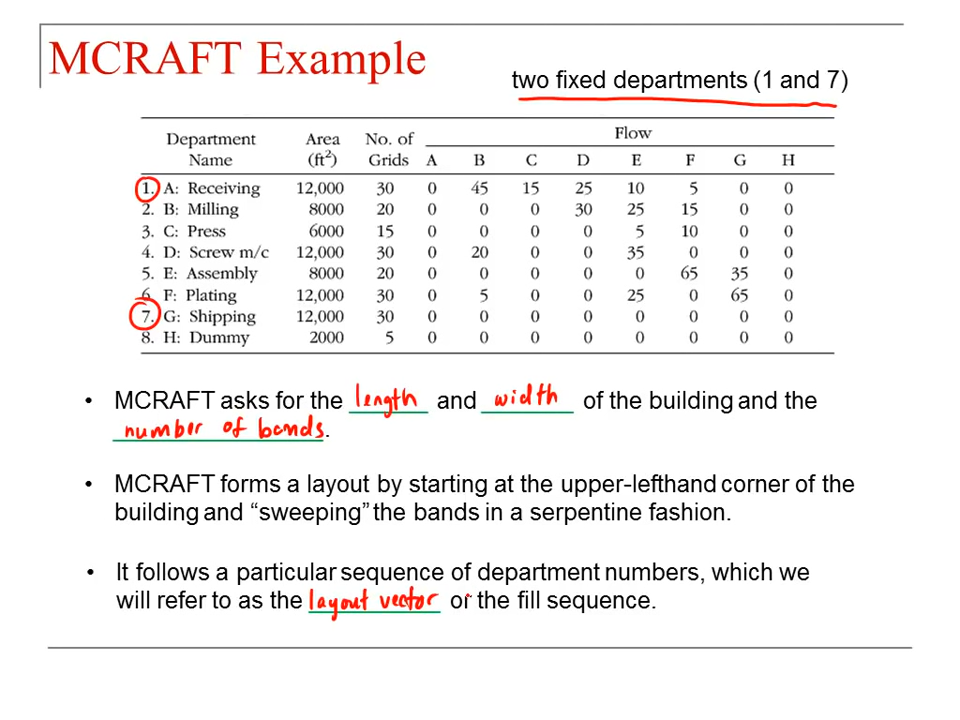 MCRAFT Example
two fixed departments (1 and 7)
Department Area No. of Flow
Name (ft²) Grids A B C D E F G H
1. A: Receiving 12,000 30 0 45 15 25 10 5 0 0
2. B: Milling 8000 20 0 0 0 30 25 15 0 0
3. C: Press 6000 15 0 0 0 0 5 10 0 0
4. D: Screw m/c 12,000 30 0 20 0 0 35 0 0 0
5. E: Assembly 8000 20 0 0 0 0 0 65 35 0
6. F: Plating 12,000 30 0 5 0 0 25 0 65 0
7. G: Shipping 12,000 30 0 0 0 0 0 0 0 0
8. H: Dummy 2000 5 0 0 0 0 0 0 0 0
• MCRAFT asks for the length and width of the building and the
number of bands.
• MCRAFT forms a layout by starting at the upper-lefthand corner of the
building and “sweeping” the bands in a serpentine fashion.
• It follows a particular sequence of department numbers, which we
will refer to as the layout vector or the fill sequence.